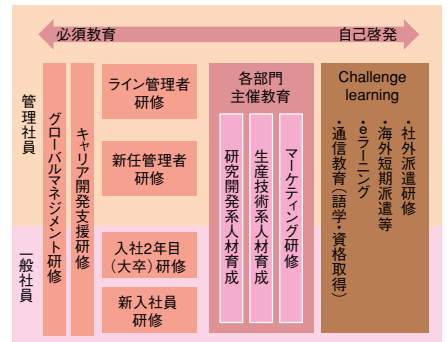 必須教育
自己啓発
管理社員
一般社員
グローバルマネジメント研修
キャリア開発支援研修
ライン管理者
研修
新任管理者
研修
入社2年目
(大卒)研修
新入社員
研修
各部門
主催教育
研究開発系人材育成
生産技術系人材育成
マーケティング研修
Challenge
learning
・社外派遣研修
・海外短期派遣等
・eラーニング
・通信教育(語学・資格取得)